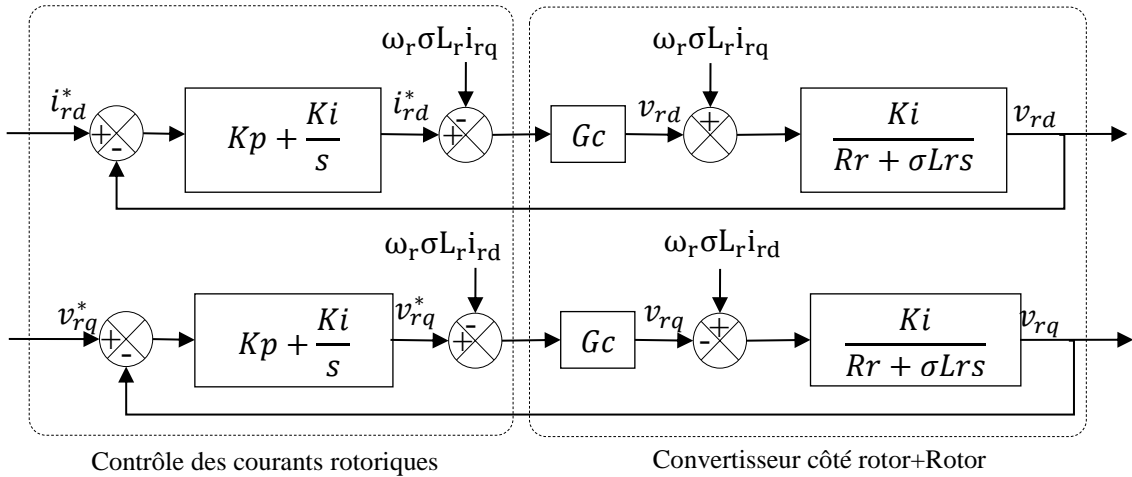 ωrσLrirq
ωrσLrirq
i*rd
+
-
Kp + Ki/s
i*rd
-
+
Gc
vrd
+
Ki/(Rr + σLrs)
vrd
ωrσLrird
ωrσLrird
v*rq
+
-
Kp + Ki/s
v*rq
-
+
Gc
vrq
+
-
Ki/(Rr + σLrs)
vrq
Contrôle des courants rotoriques
Convertisseur côté rotor+Rotor